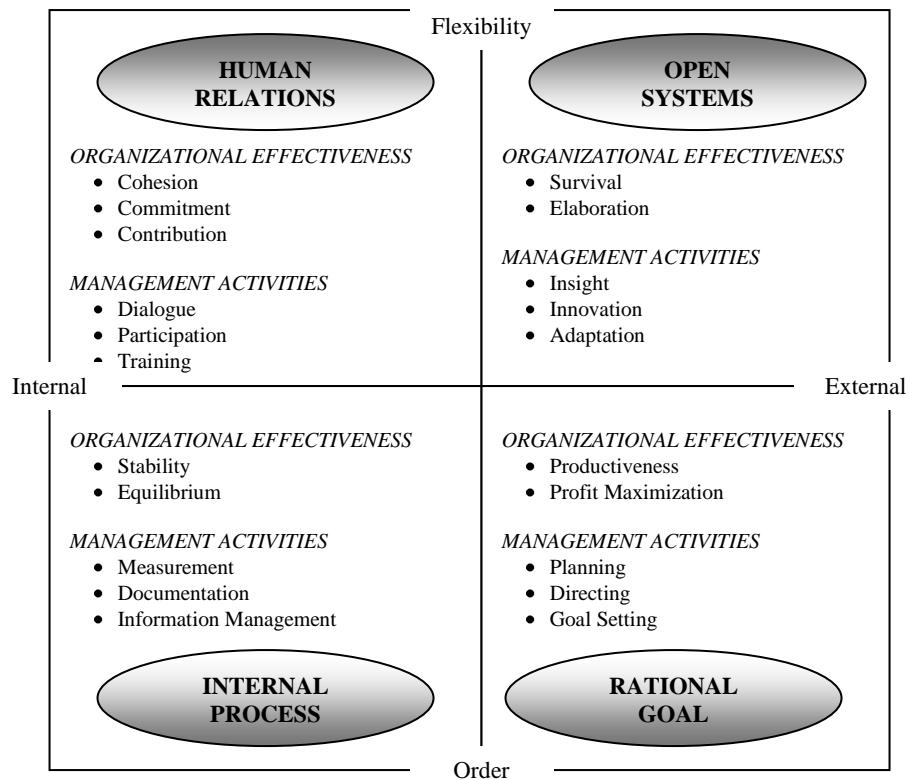 Flexibility
HUMAN
RELATIONS
ORGANIZATIONAL EFFECTIVENESS
• Cohesion
• Commitment
• Contribution
MANAGEMENT ACTIVITIES
• Dialogue
• Participation
• Training
OPEN
SYSTEMS
ORGANIZATIONAL EFFECTIVENESS
• Survival
• Elaboration
MANAGEMENT ACTIVITIES
• Insight
• Innovation
• Adaptation
Internal
External
ORGANIZATIONAL EFFECTIVENESS
• Stability
• Equilibrium
MANAGEMENT ACTIVITIES
• Measurement
• Documentation
• Information Management
INTERNAL
PROCESS
ORGANIZATIONAL EFFECTIVENESS
• Productiveness
• Profit Maximization
MANAGEMENT ACTIVITIES
• Planning
• Directing
• Goal Setting
RATIONAL
GOAL
Order